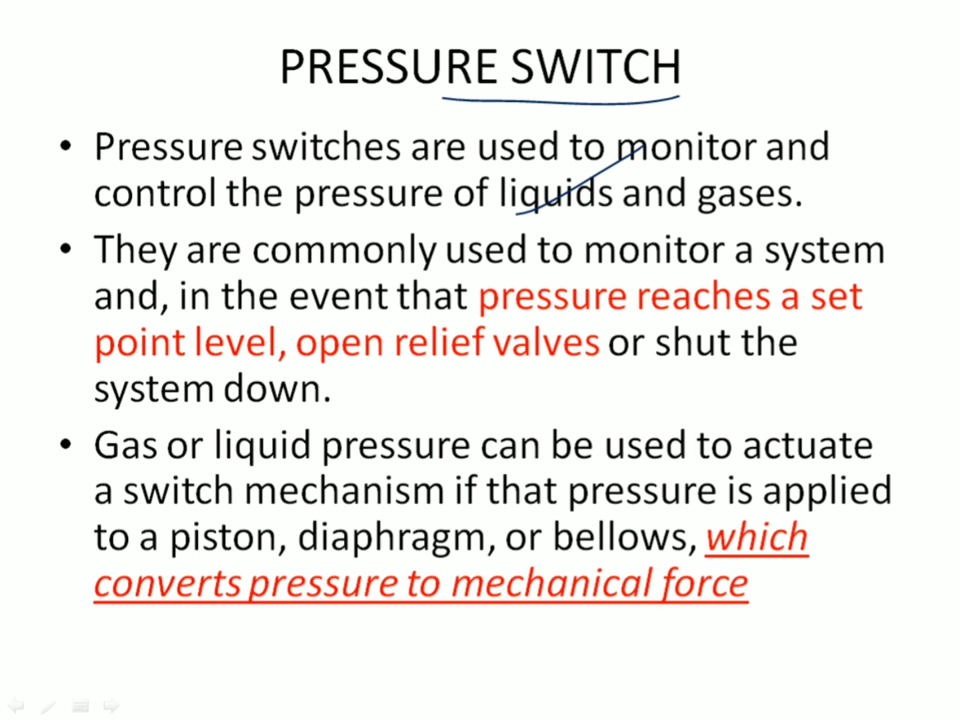 PRESSURE SWITCH
• Pressure switches are used to monitor and
control the pressure of liquids and gases.
• They are commonly used to monitor a system
and, in the event that pressure reaches a set
point level, open relief valves or shut the
system down.
• Gas or liquid pressure can be used to actuate
a switch mechanism if that pressure is applied
to a piston, diaphragm, or bellows, which
converts pressure to mechanical force